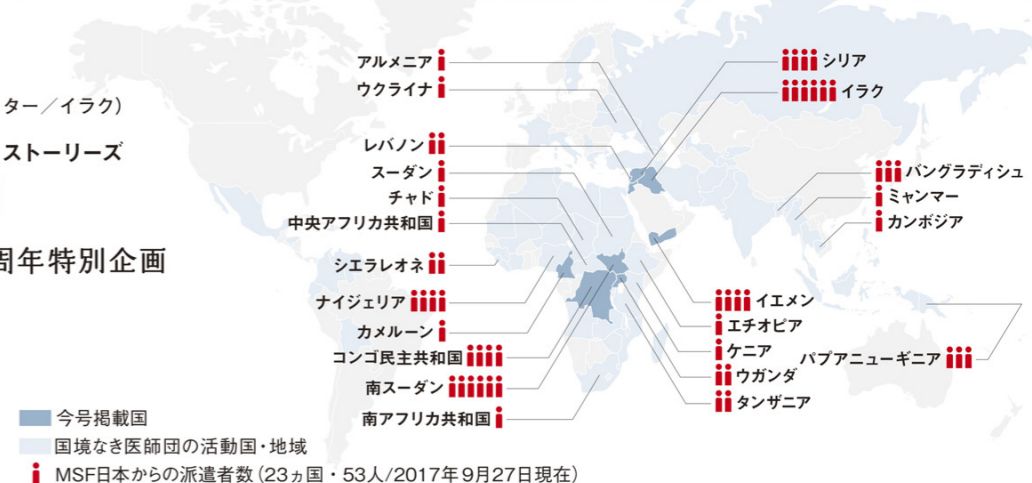 ター／イラク）
ストーリーズ
周年特別企画
アルメニア
ウクライナ
レバノン
スーダン
チャド
中央アフリカ共和国
シエラレオネ
ナイジェリア
カメルーン
コンゴ民主共和国
南スーダン
南アフリカ共和国
シリア
イラク
バングラディシュ
ミャンマー
カンボジア
イエメン
エチオピア
ケニア
パプアニューギニア
ウガンダ
タンザニア
今号掲載国
国境なき医師団の活動国・地域
MSF日本からの派遣者数（23ヵ国・53人/2017年9月27日現在）